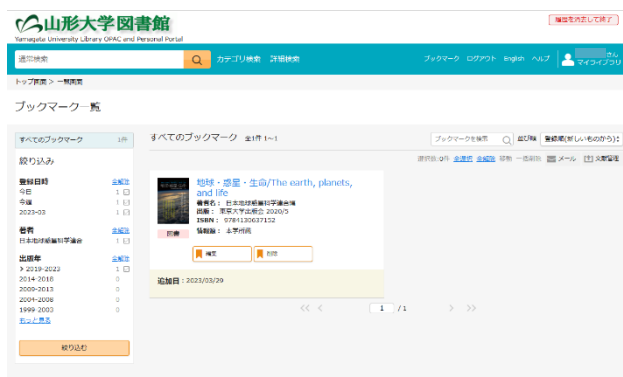 山形大学図書館
Yamagata University Library OPAC and Personal Portal
履歴を消去して終了
通常検索
カテゴリ検索 詳細検索
ブックマーク ログアウト English ヘルプ
さん
マイライブラリ
トップ画面 > 一覧画面
ブックマーク一覧
すべてのブックマーク 1件
絞り込み
登録日時 全解除
今日 1
今週 1
2023-03 1
著者 全解除
日本地球惑星科学連合 1
出版年 全解除
> 2019-2023 1
2014-2018 0
2009-2013 0
2004-2008 0
1999-2003 0
もっと見る
絞り込む
すべてのブックマーク 全1件 1~1
ブックマークを検索 並び順 登録順(新しいものから)
選択数:0件 全選択 全解除 印刷 一括削除 メール 文献管理
地球・惑星・生命/The earth, planets,
and life
著者名: 日本地球惑星科学連合編
出版: 東京大学出版会 2020/5
ISBN: 9784130637152
情報源: 本学所蔵
図書
編集 削除
追加日:2023/03/29
<< < 1 /1 > >>